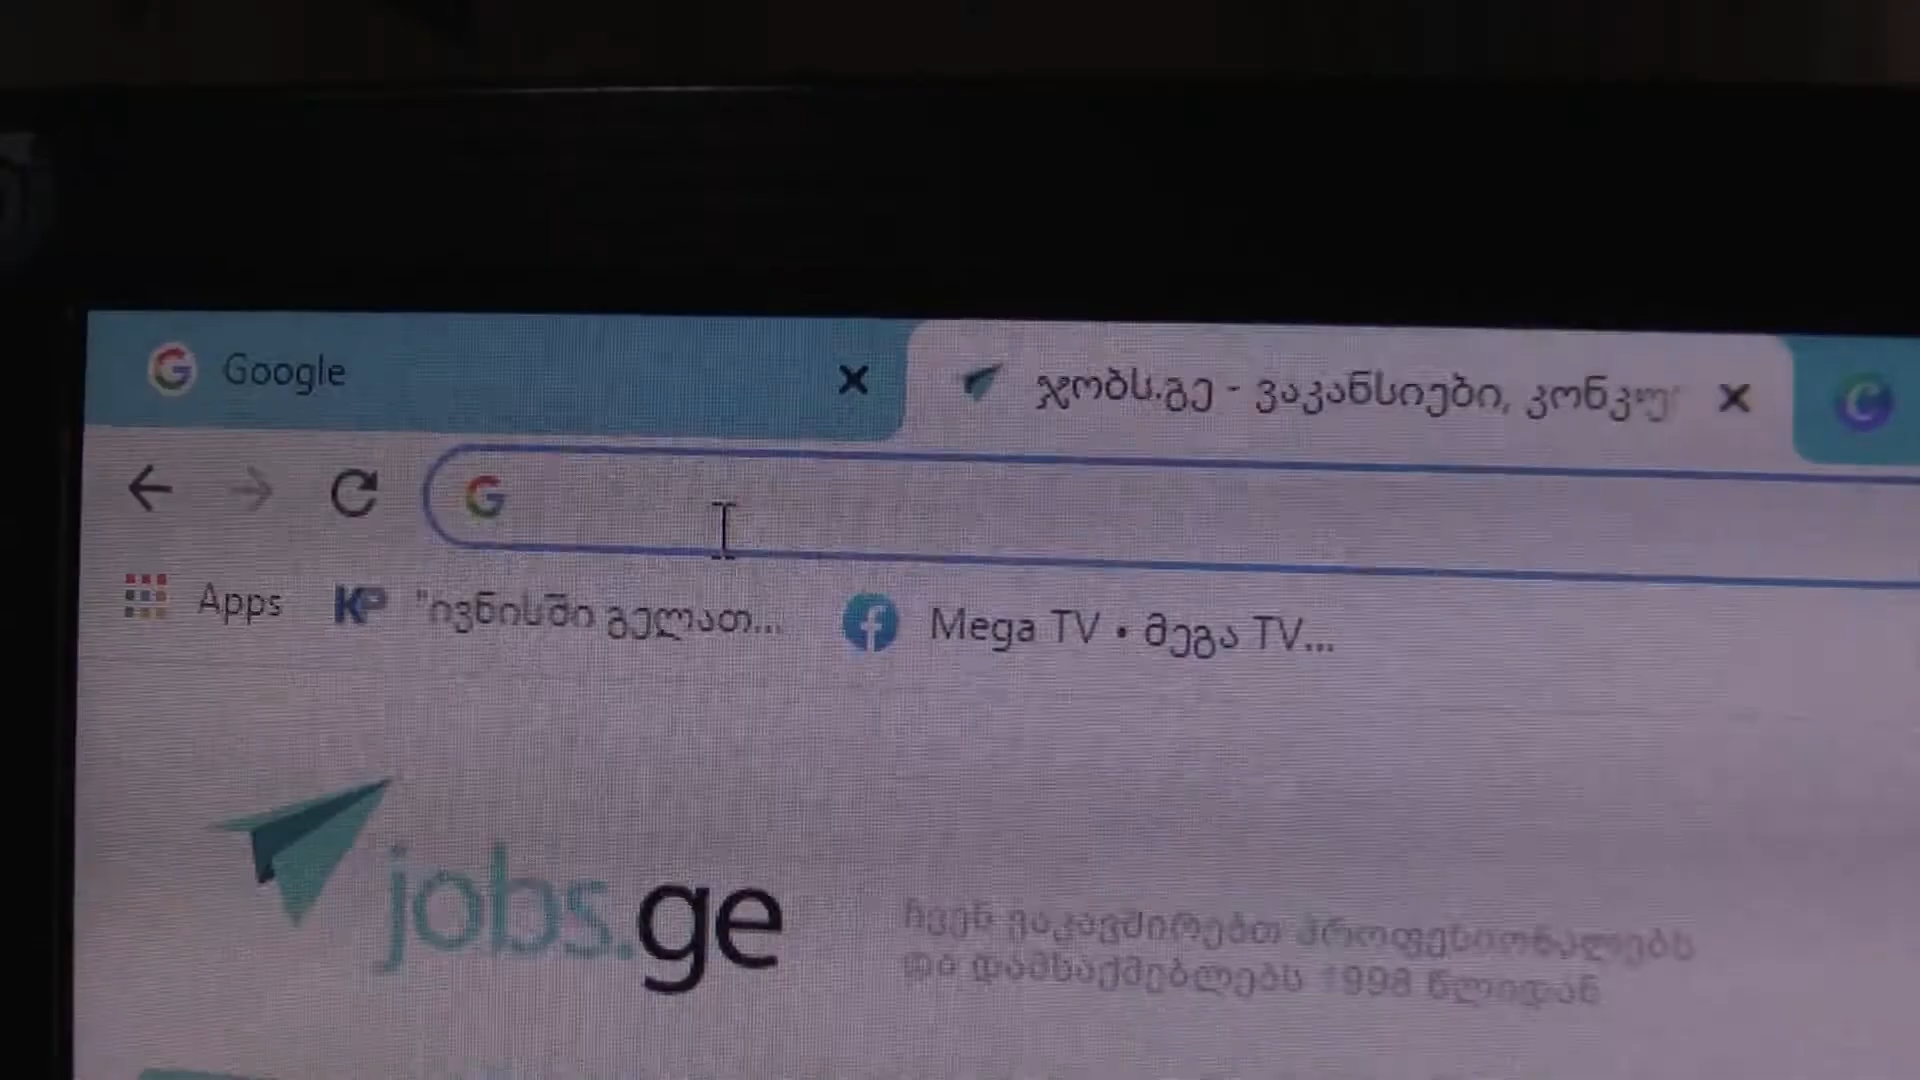 Google
ჯობს.გე - ვაკანსიები, კონკუ
Apps
"ივნისში გელათ...
Mega TV • მეგა TV...
jobs.ge
ჩვენ ვაკავშირებთ პროფესიონალებს
და დამსაქმებლებს 1998 წლიდან